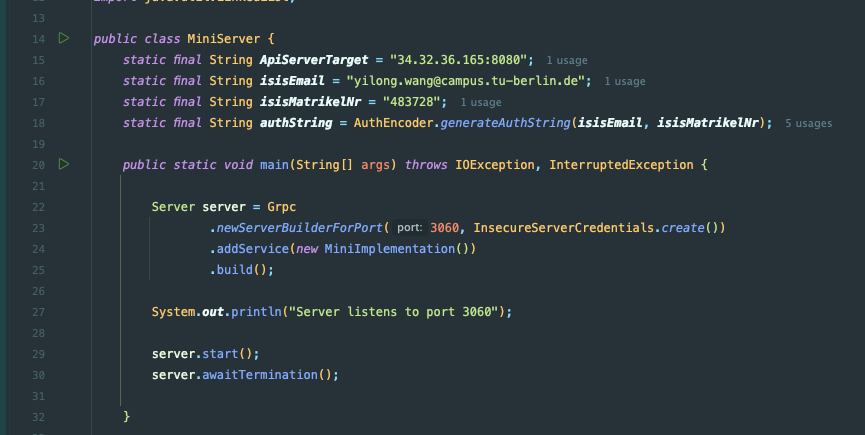 13
14 public class MiniServer {
15 static final String ApiServerTarget = "34.32.36.165:8080"; 1 usage
16 static final String isisEmail = "yilong.wang@campus.tu-berlin.de"; 1 usage
17 static final String isisMatrikelNr = "483728"; 1 usage
18 static final String authString = AuthEncoder.generateAuthString(isisEmail, isisMatrikelNr); 5 usages
19
20 public static void main(String[] args) throws IOException, InterruptedException {
21
22 Server server = Grpc
23 .newServerBuilderForPort( port: 3060, InsecureServerCredentials.create())
24 .addService(new MiniImplementation())
25 .build();
26
27 System.out.println("Server listens to port 3060");
28
29 server.start();
30 server.awaitTermination();
31
32 }